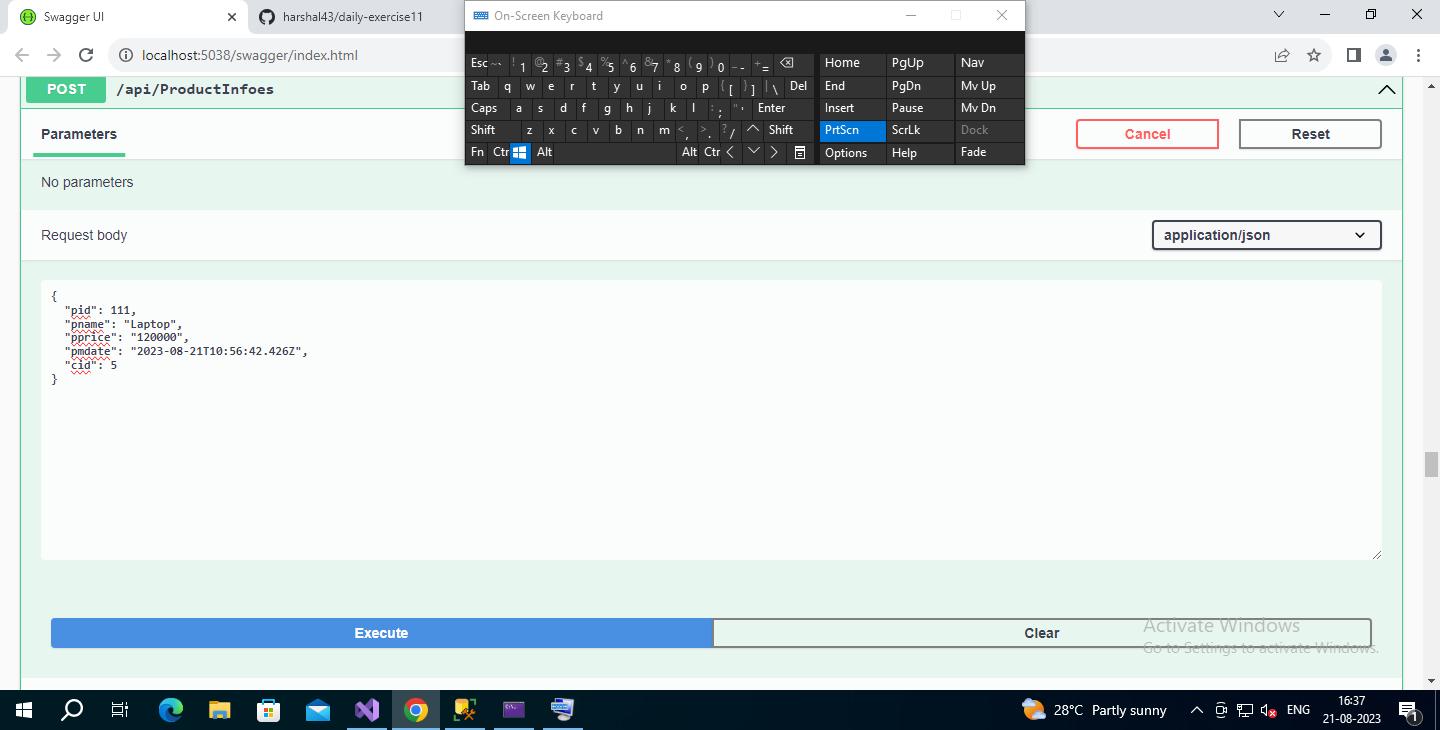 Swagger UI
harshal43/daily-exercise11
On-Screen Keyboard
localhost:5038/swagger/index.html
Esc ~ ` ! 1 @ 2 # 3 $ 4 % 5 ^ 6 & 7 * 8 ( 9 ) 0 _ - + = Home PgUp Nav
Tab q w e r t y u i o p { [ } ] | \ Del End PgDn Mv Up
Caps a s d f g h j k l : ; " ' Enter Insert Pause Mv Dn
Shift z x c v b n m < , > . ? / Shift PrtScn ScrLk Dock
Fn Ctr Alt Alt Ctr Options Help Fade
POST /api/ProductInfoes
Parameters
Cancel
Reset
No parameters
Request body
application/json
{
"pid": 111,
"pname": "Laptop",
"pprice": "120000",
"pmdate": "2023-08-21T10:56:42.426Z",
"cid": 5
}
Execute
Clear
Activate Windows
Go to Settings to activate Windows.
28°C Partly sunny
ENG
16:37
21-08-2023
1